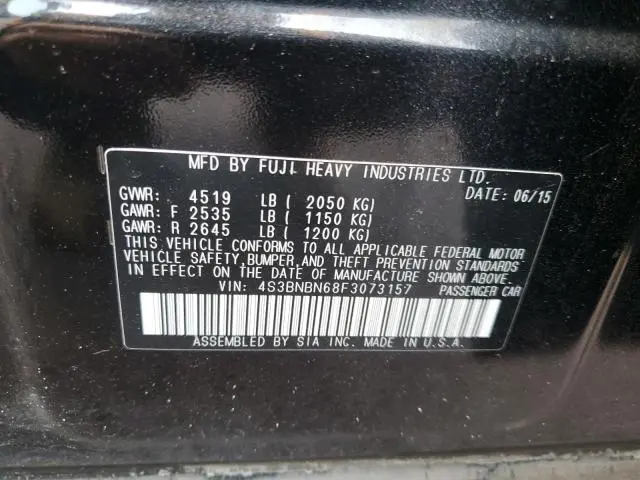 MFD BY FUJI HEAVY INDUSTRIES LTD.
DATE: 06/15
GVWR: 4519 LB ( 2050 KG)
GAWR: F 2535 LB ( 1150 KG)
GAWR: R 2645 LB ( 1200 KG)
THIS VEHICLE CONFORMS TO ALL APPLICABLE FEDERAL MOTOR
VEHICLE SAFETY, BUMPER, AND THEFT PREVENTION STANDARDS
IN EFFECT ON THE DATE OF MANUFACTURE SHOWN ABOVE.
VIN: 4S3BNBN68F3073157 PASSENGER CAR
ASSEMBLED BY SIA INC. MADE IN U.S.A.